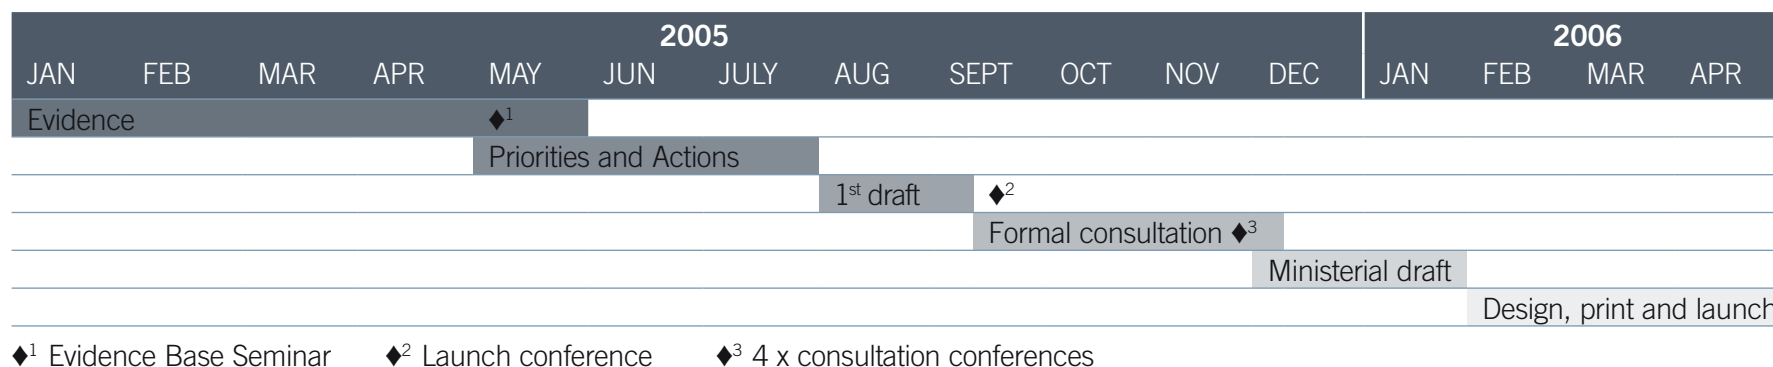 2005 2006
JAN FEB MAR APR MAY JUN JULY AUG SEPT OCT NOV DEC JAN FEB MAR APR
Evidence ♦1
Priorities and Actions
1st draft ♦2
Formal consultation ♦3
Ministerial draft
Design, print and launch
♦1 Evidence Base Seminar ♦2 Launch conference ♦3 4 x consultation conferences